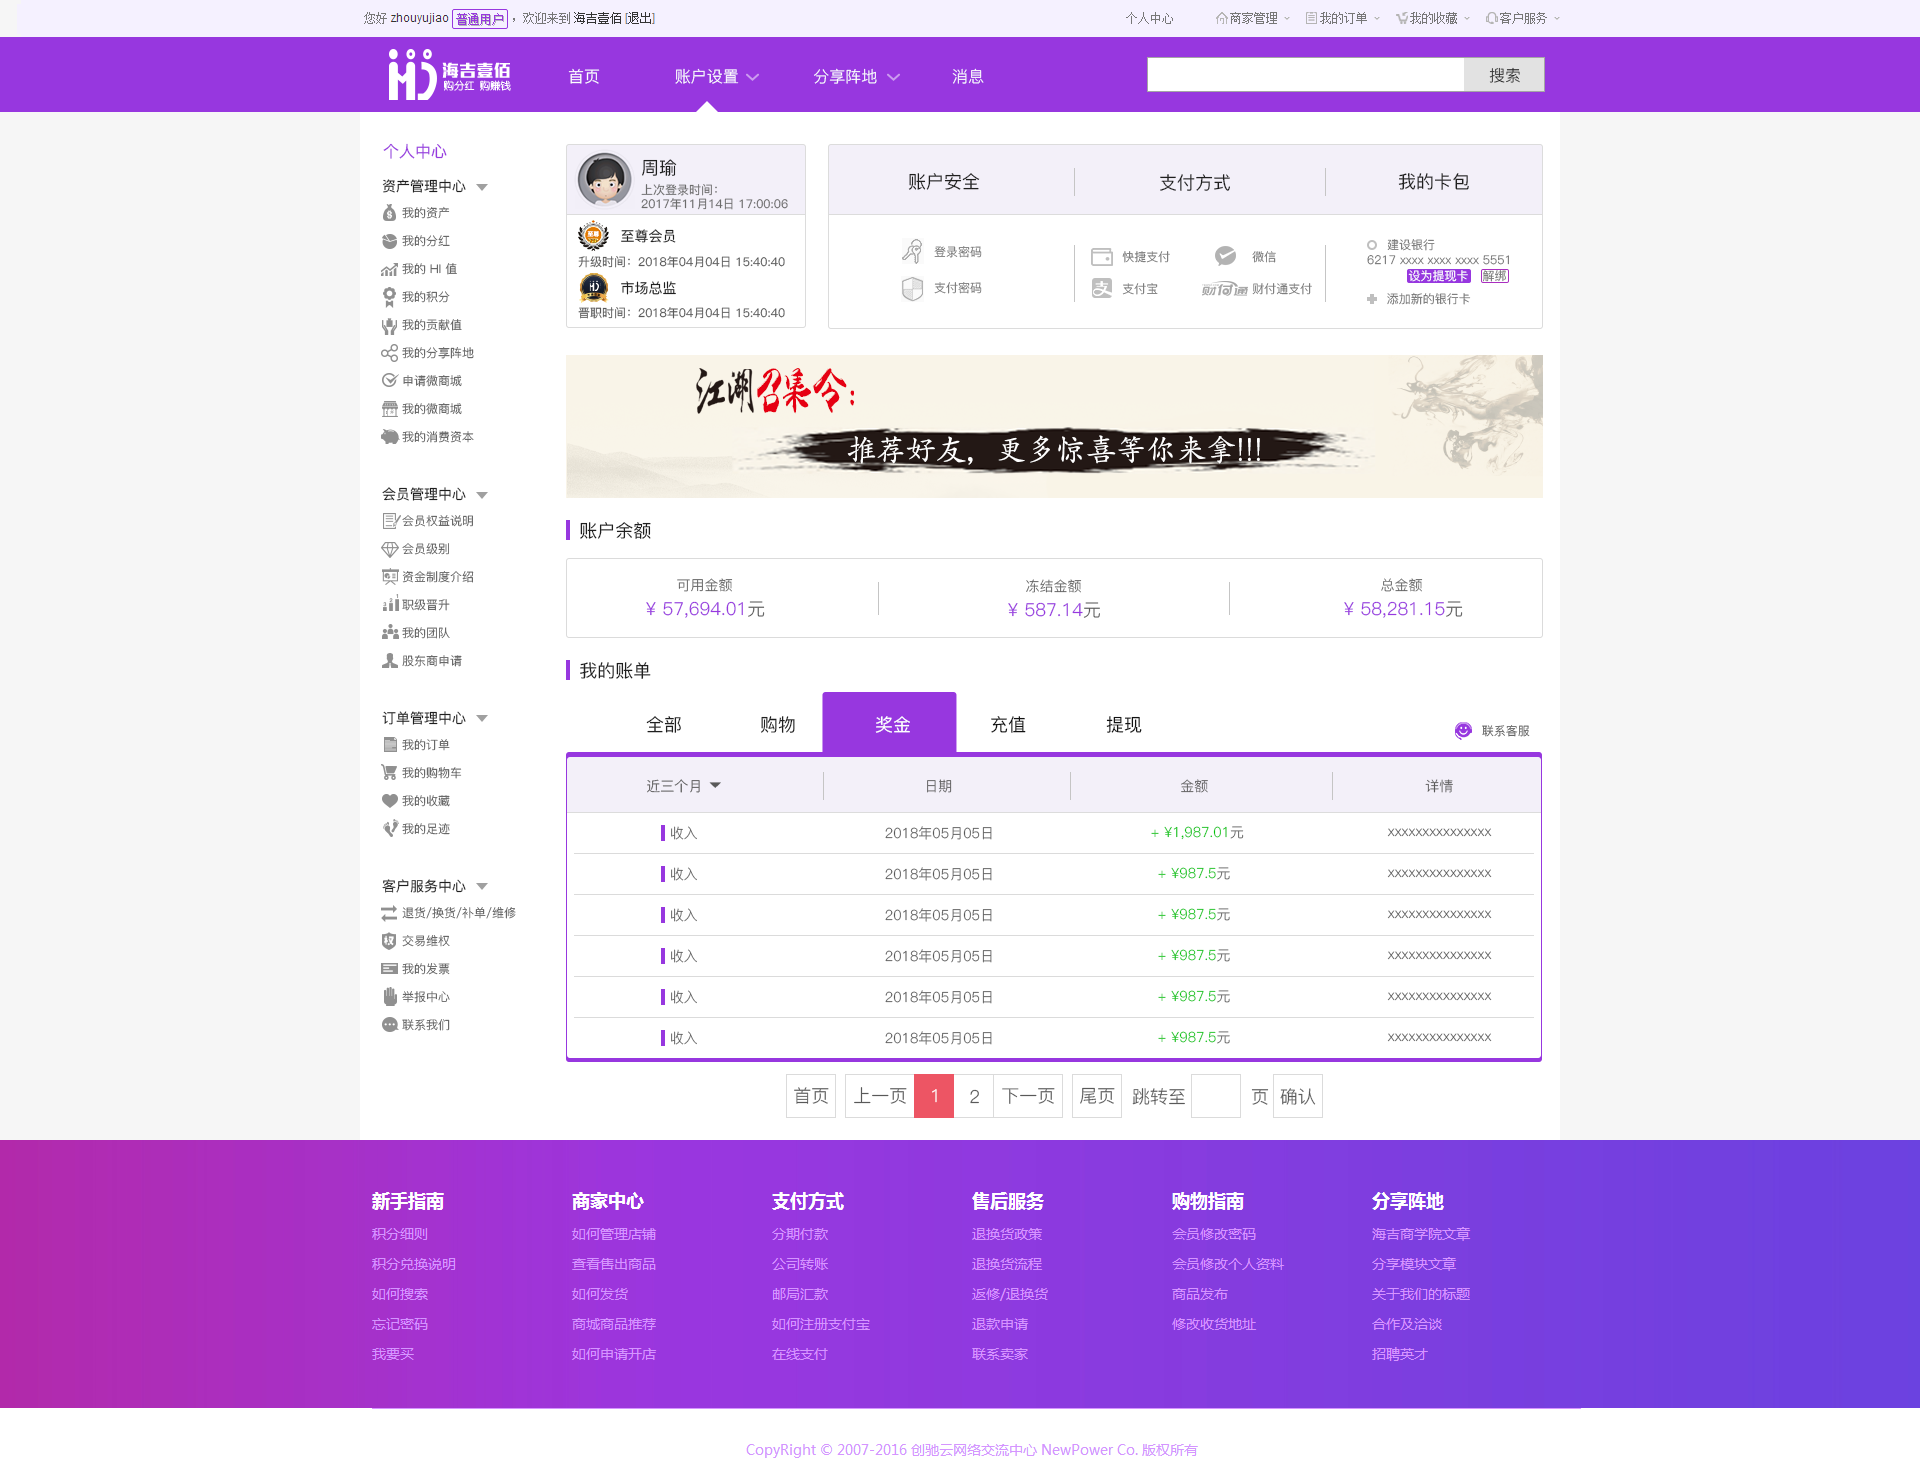 您好 zhouyujiao 普通用户 ，欢迎来到 海吉壹佰 [退出]
个人中心 商家管理 我的订单 我的收藏 客户服务
海吉壹佰
购分红 购赚钱
首页 账户设置 分享阵地 消息
搜索
个人中心
资产管理中心
我的资产
我的分红
我的 HI 值
我的积分
我的贡献值
我的分享阵地
申请微商城
我的微商城
我的消费资本
会员管理中心
会员权益说明
会员级别
资金制度介绍
职级晋升
我的团队
股东商申请
订单管理中心
我的订单
我的购物车
我的收藏
我的足迹
客户服务中心
退货/换货/补单/维修
交易维权
我的发票
举报中心
联系我们
周瑜
上次登录时间：
2017年11月14日 17:00:06
至尊会员
升级时间：2018年04月04日 15:40:40
市场总监
晋职时间：2018年04月04日 15:40:40
账户安全 支付方式 我的卡包
登录密码
支付密码
快捷支付 微信
支付宝 财付通 财付通支付
建设银行
6217 xxxx xxxx xxxx 5551
设为提现卡 解绑
添加新的银行卡
江湖召集令：
推荐好友，更多惊喜等你来拿!!!
账户余额
可用金额 冻结金额 总金额
¥ 57,694.01元 ¥ 587.14元 ¥ 58,281.15元
我的账单
全部 购物 奖金 充值 提现
联系客服
近三个月 日期 金额 详情
收入 2018年05月05日 + ¥1,987.01元 xxxxxxxxxxxxxxx
收入 2018年05月05日 + ¥987.5元 xxxxxxxxxxxxxxx
收入 2018年05月05日 + ¥987.5元 xxxxxxxxxxxxxxx
收入 2018年05月05日 + ¥987.5元 xxxxxxxxxxxxxxx
收入 2018年05月05日 + ¥987.5元 xxxxxxxxxxxxxxx
收入 2018年05月05日 + ¥987.5元 xxxxxxxxxxxxxxx
首页 上一页 1 2 下一页 尾页 跳转至 页 确认
新手指南 商家中心 支付方式 售后服务 购物指南 分享阵地
积分细则 如何管理店铺 分期付款 退换货政策 会员修改密码 海吉商学院文章
积分兑换说明 查看售出商品 公司转账 退换货流程 会员修改个人资料 分享模块文章
如何搜索 如何发货 邮局汇款 返修/退换货 商品发布 关于我们的标题
忘记密码 商城商品推荐 如何注册支付宝 退款申请 修改收货地址 合作及洽谈
我要买 如何申请开店 在线支付 联系卖家 招聘英才
CopyRight © 2007-2016 创驰云网络交流中心 NewPower Co. 版权所有